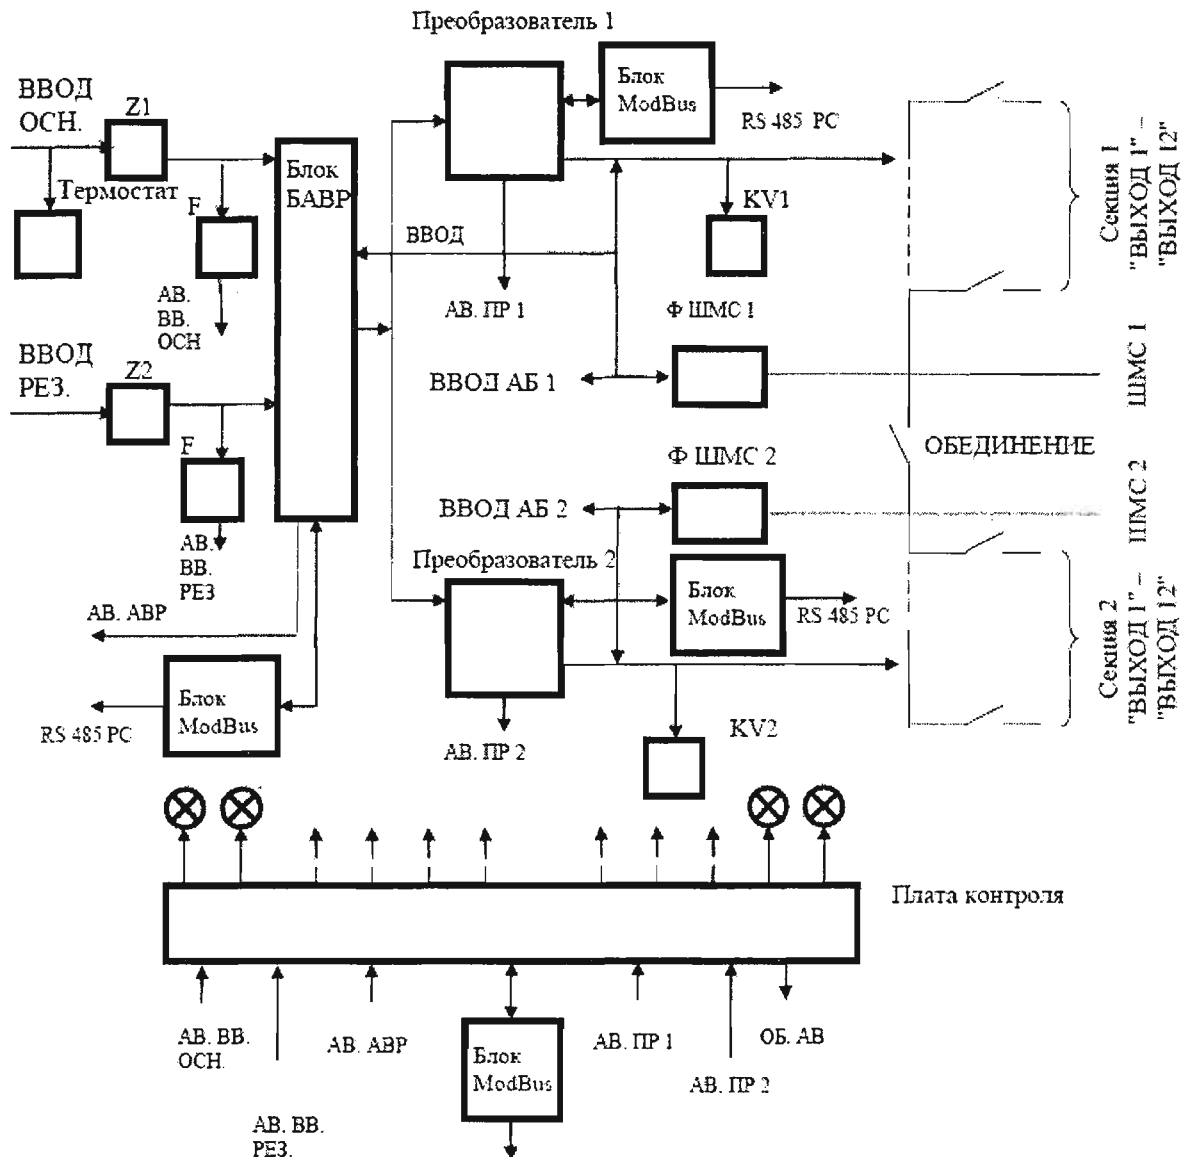 Преобразователь 1
ВВОД
ОСН.
Z1
Блок
ModBus
RS 485 PC
Термостат
F
Блок
БАВР
ВВОД
KV1
АВ.
ВВ.
ОСН
АВ. ПР 1
Ф ШМС 1
Секция 1
"ВЫХОД 1" –
"ВЫХОД 12"
ВВОД
РЕЗ.
Z2
ВВОД АБ 1
ШМС 1
F
Ф ШМС 2
ОБЕДИНЕНИЕ
ВВОД АБ 2
ШМС 2
АВ.
ВВ.
РЕЗ
Преобразователь 2
Блок
ModBus
RS 485 PC
АВ. АВР
Секция 2
"ВЫХОД 1" –
"ВЫХОД 12"
Блок
ModBus
RS 485 PC
АВ. ПР 2
KV2
Плата контроля
АВ. ВВ.
ОСН.
АВ. АВР
Блок
ModBus
АВ. ПР 1
ОБ. АВ
АВ. ПР 2
АВ. ВВ.
РЕЗ.